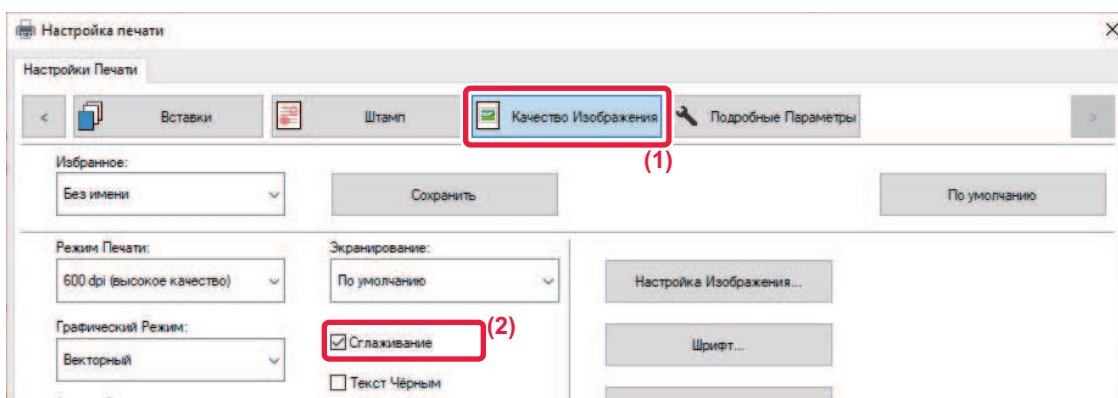 Настройка печати
Настройки Печати
< Вставки Штамп Качество Изображения Подробные Параметры >
(1)
Избранное:
Без имени Сохранить По умолчанию
Режим Печати: Экранирование:
600 dpi (высокое качество) По умолчанию Настройка Изображения...
Графический Режим: (2)
Векторный Сглаживание Шрифт...
Текст Чёрным